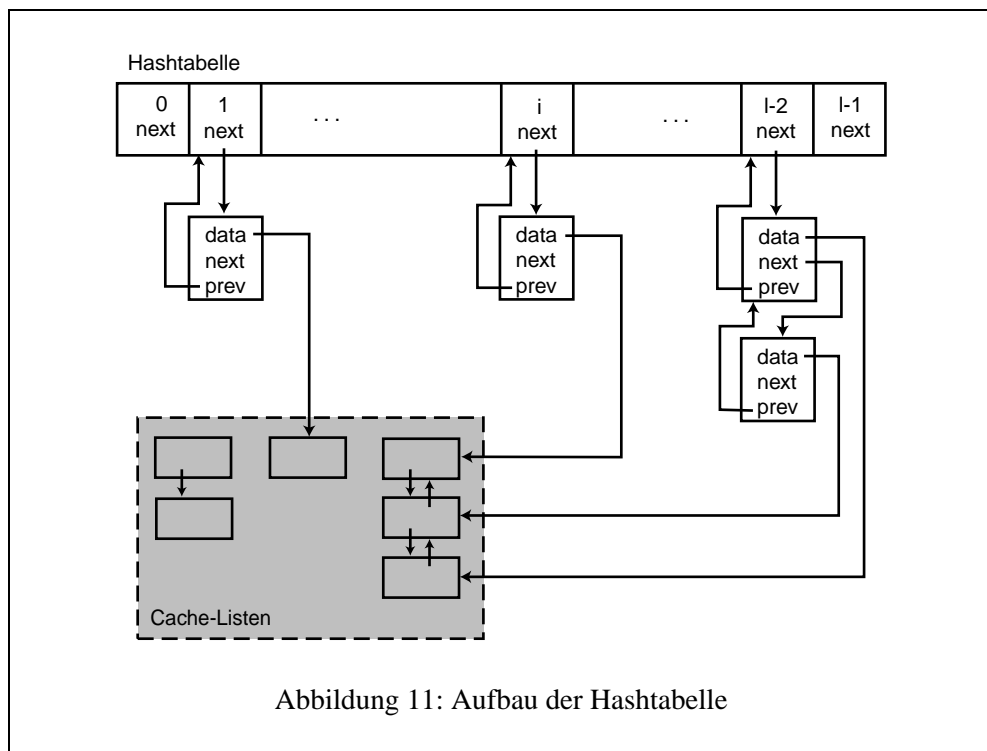 Hashtabelle
0 1 i l-2 l-1
next next . . . next . . . next next
data data data
next next next
prev prev prev
data
next
prev
Cache-Listen
Abbildung 11: Aufbau der Hashtabelle